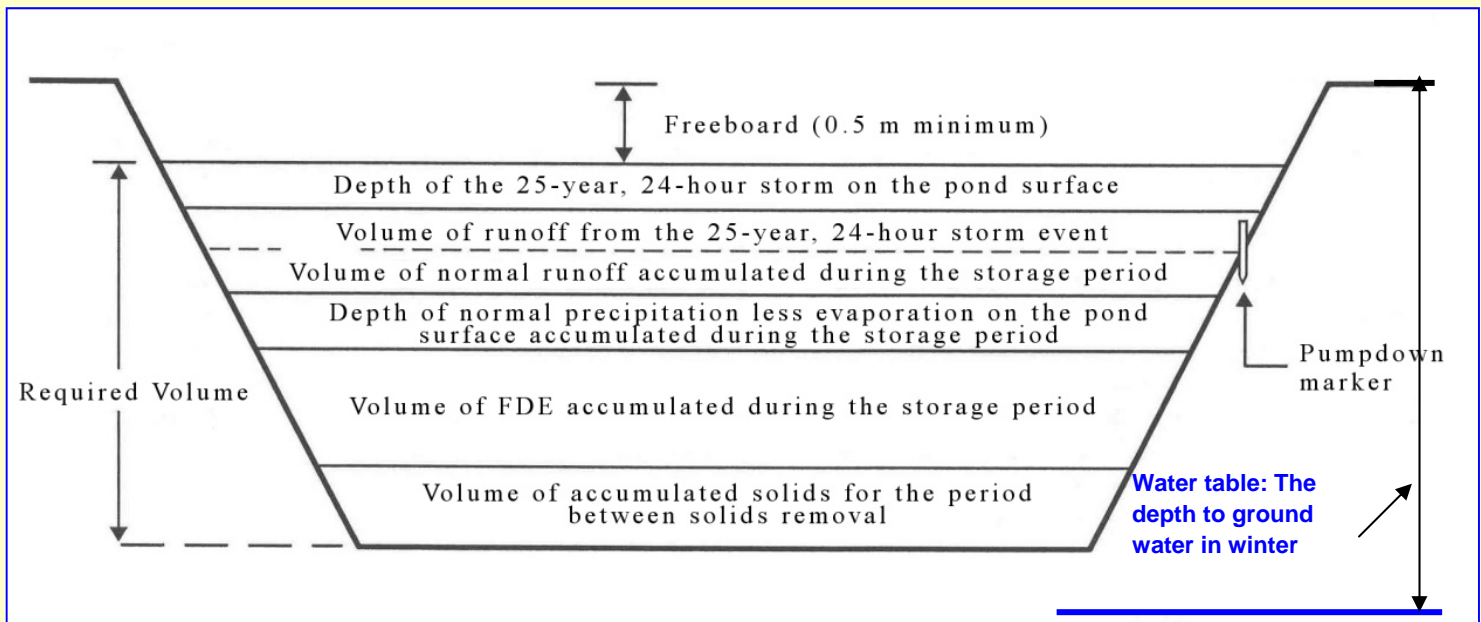 Freeboard (0.5 m minimum)
Depth of the 25-year, 24-hour storm on the pond surface
Volume of runoff from the 25-year, 24-hour storm event
Volume of normal runoff accumulated during the storage period
Depth of normal precipitation less evaporation on the pond
surface accumulated during the storage period
Pumpdown
marker
Required Volume
Volume of FDE accumulated during the storage period
Volume of accumulated solids for the period
between solids removal
Water table: The
depth to ground
water in winter